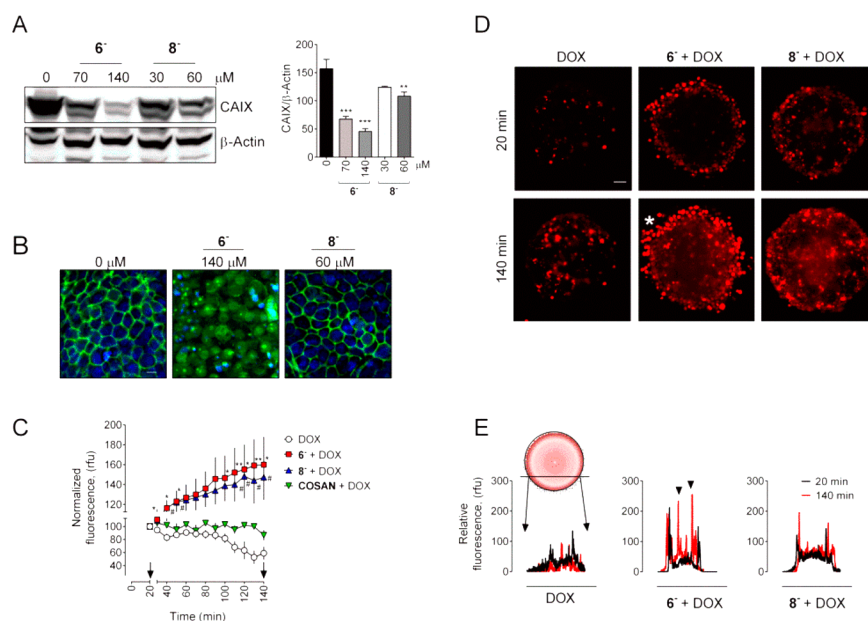 A
6⁻ 8⁻
0 70 140 30 60 μM
CAIX
β-Actin
CAIX/β-Actin
200
150
100
50
0
***
***
**
0 70 140 30 60 μM
6⁻ 8⁻
B
6⁻ 8⁻
0 μM 140 μM 60 μM
C
Normalized
fluorescence. (rfu)
200
180
160
140
120
100
80
60
40
0 20 40 60 80 100 120 140
Time (min)
DOX
6⁻ + DOX
8⁻ + DOX
COSAN + DOX
D
DOX 6⁻ + DOX 8⁻ + DOX
20 min
140 min
*
E
Relative
fluorescence. (rfu)
300
200
100
0
DOX
300
200
100
0
6⁻ + DOX
300
200
100
0
20 min
140 min
8⁻ + DOX